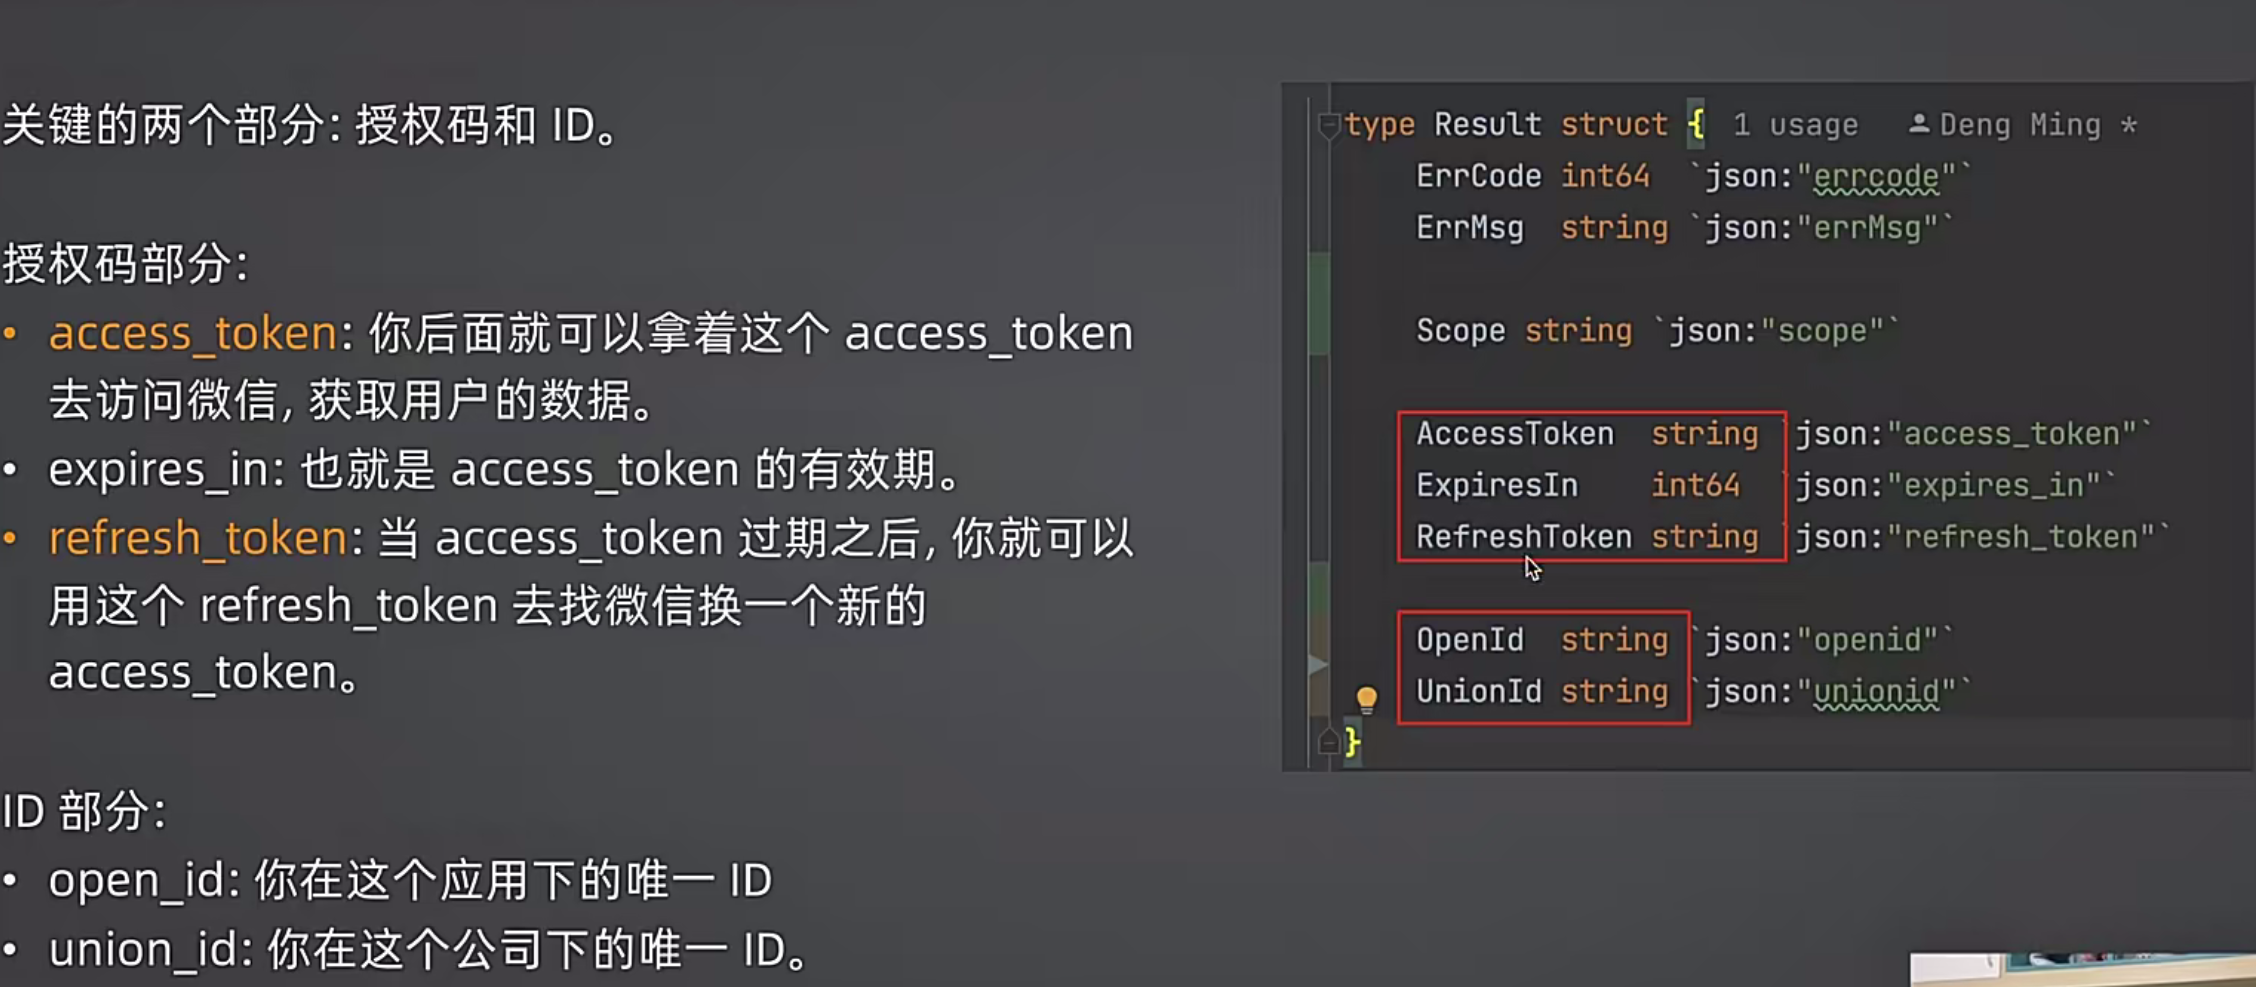 关键的两个部分: 授权码和 ID。
授权码部分:
• access_token: 你后面就可以拿着这个 access_token
去访问微信, 获取用户的数据。
• expires_in: 也就是 access_token 的有效期。
• refresh_token: 当 access_token 过期之后, 你就可以
用这个 refresh_token 去找微信换一个新的
access_token。
ID 部分:
• open_id: 你在这个应用下的唯一 ID
• union_id: 你在这个公司下的唯一 ID。
type Result struct { 1 usage Deng Ming *
ErrCode int64 `json:"errcode"`
ErrMsg string `json:"errMsg"`
Scope string `json:"scope"`
AccessToken string `json:"access_token"`
ExpiresIn int64 `json:"expires_in"`
RefreshToken string `json:"refresh_token"`
OpenId string `json:"openid"`
UnionId string `json:"unionid"`
}